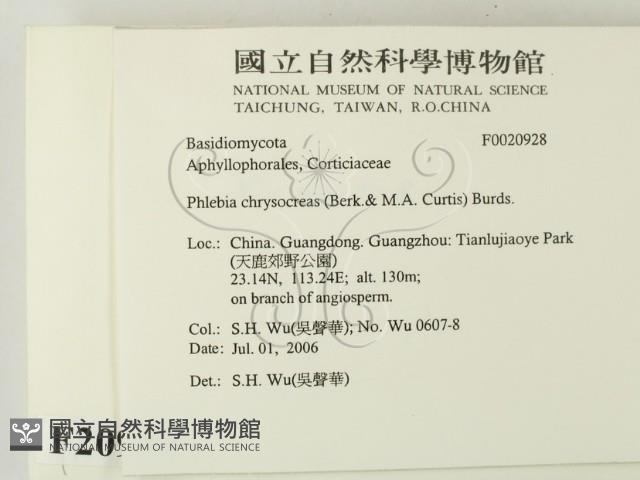 國立自然科學博物館
NATIONAL MUSEUM OF NATURAL SCIENCE
TAICHUNG, TAIWAN, R.O.CHINA
Basidiomycota F0020928
Aphyllophorales, Corticiaceae
Phlebia chrysocreas (Berk.& M.A. Curtis) Burds.
Loc.: China. Guangdong. Guangzhou: Tianlujiaoye Park
(天鹿郊野公園)
23.14N, 113.24E; alt. 130m;
on branch of angiosperm.
Col.: S.H. Wu(吳聲華); No. Wu 0607-8
Date: Jul. 01, 2006
Det.: S.H. Wu(吳聲華)
國立自然科學博物館
NATIONAL MUSEUM OF NATURAL SCIENCE